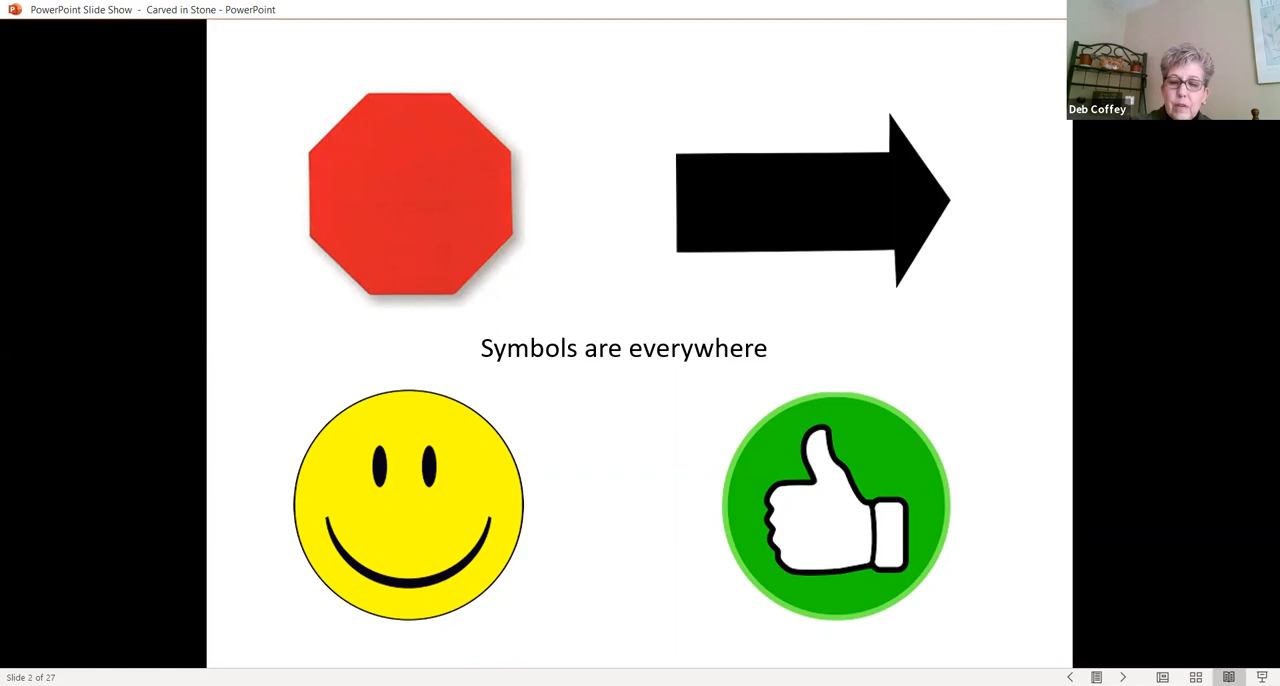 PowerPoint Slide Show - Carved in Stone - PowerPoint
Deb Coffey
Symbols are everywhere
Slide 2 of 27